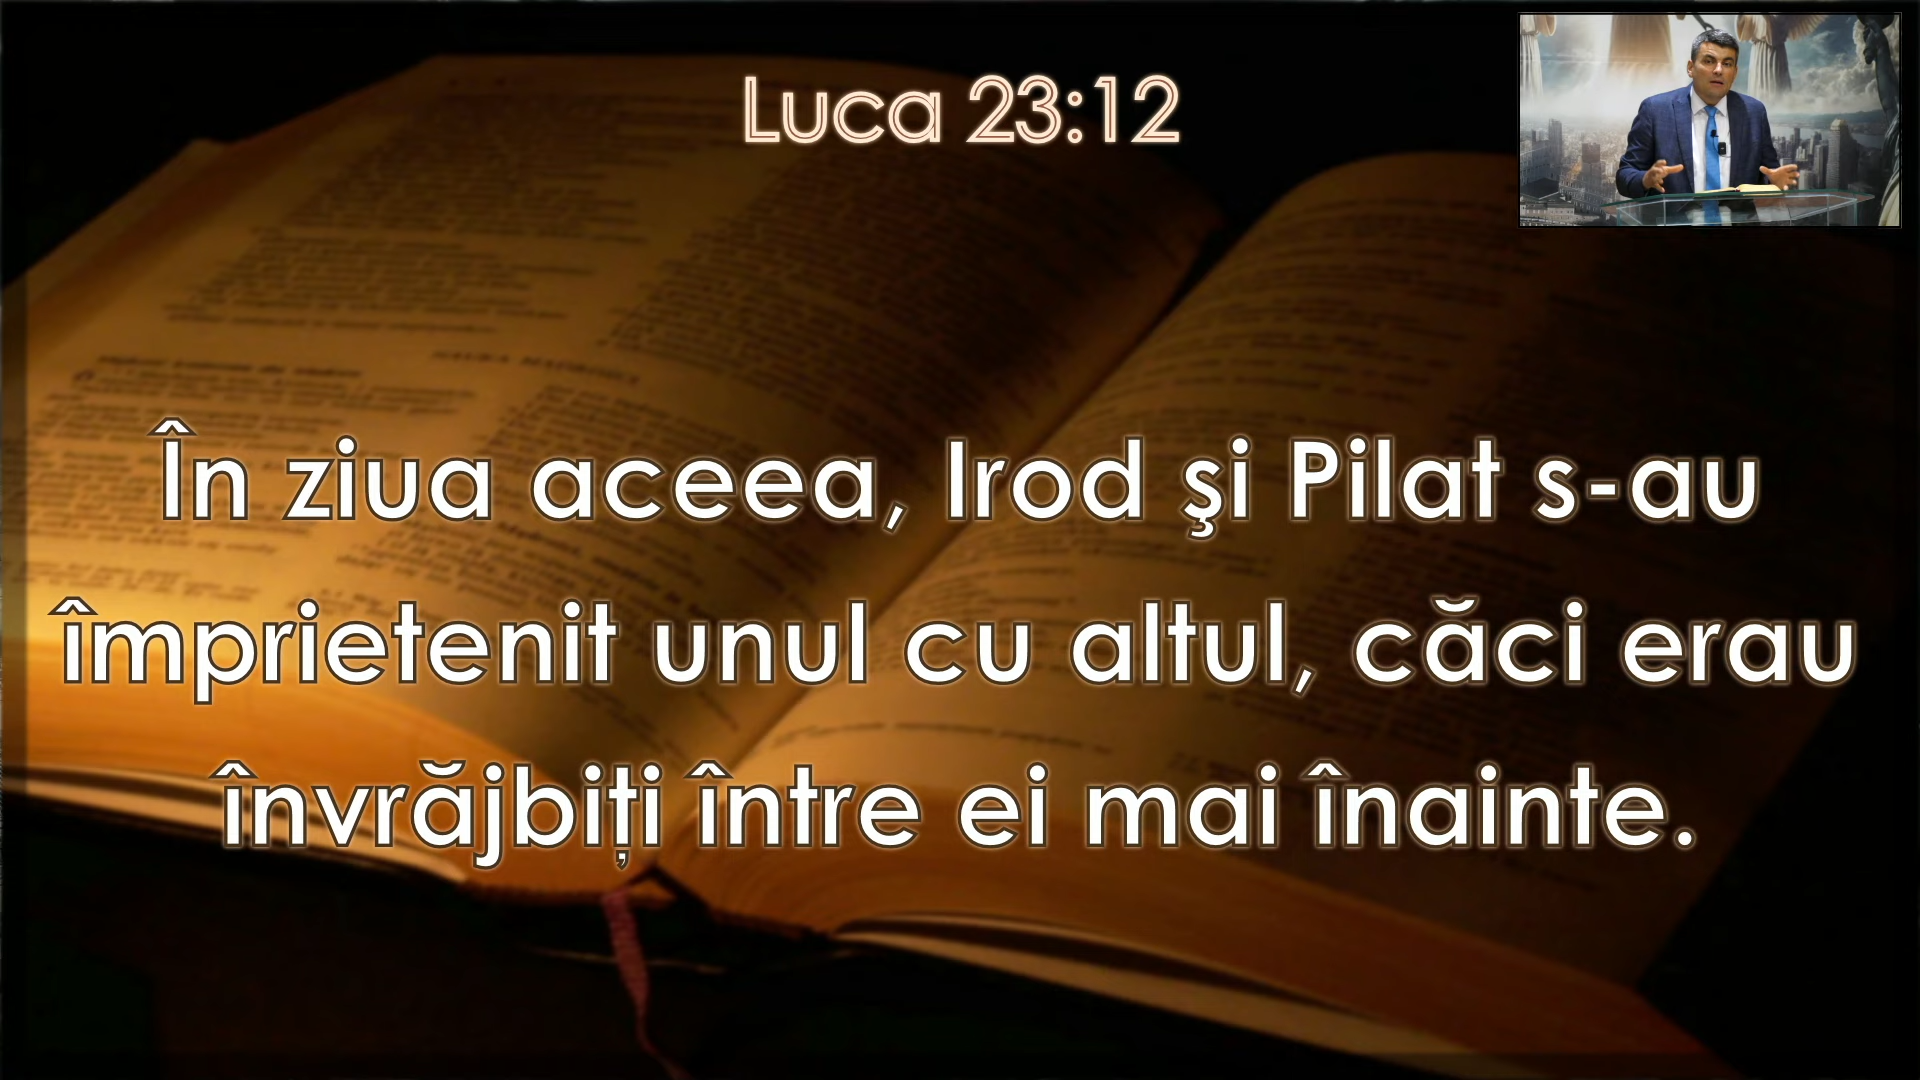 Luca 23:12
În ziua aceea, Irod şi Pilat s-au
împrietenit unul cu altul, căci erau
învrăjbiți între ei mai înainte.